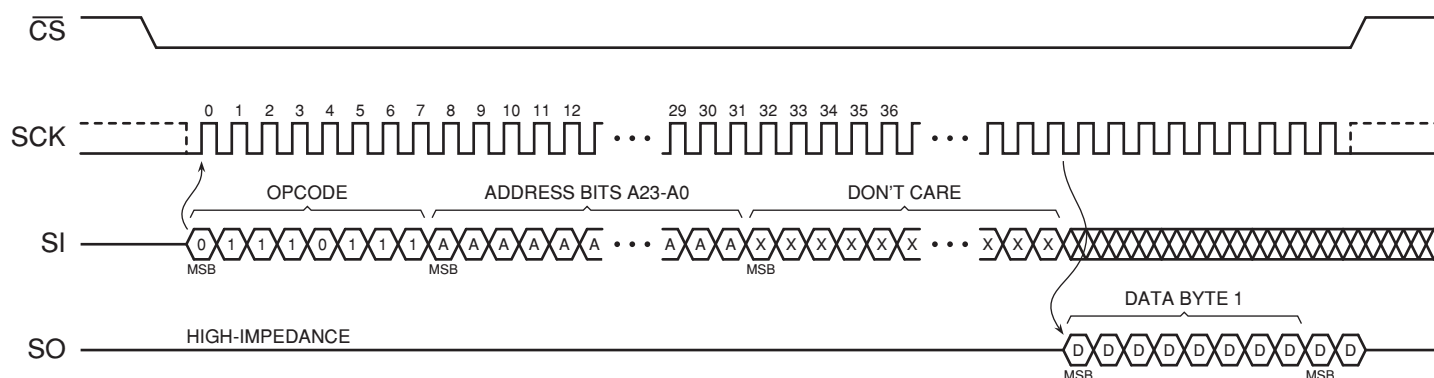 CS
SCK
0 1 2 3 4 5 6 7 8 9 10 11 12 29 30 31 32 33 34 35 36
OPCODE ADDRESS BITS A23-A0 DON'T CARE
SI
0 1 1 1 0 1 1 1 A A A A A A A A A X X X X X X X X X
MSB MSB MSB
DATA BYTE 1
SO
HIGH-IMPEDANCE
D D D D D D D D D D
MSB MSB